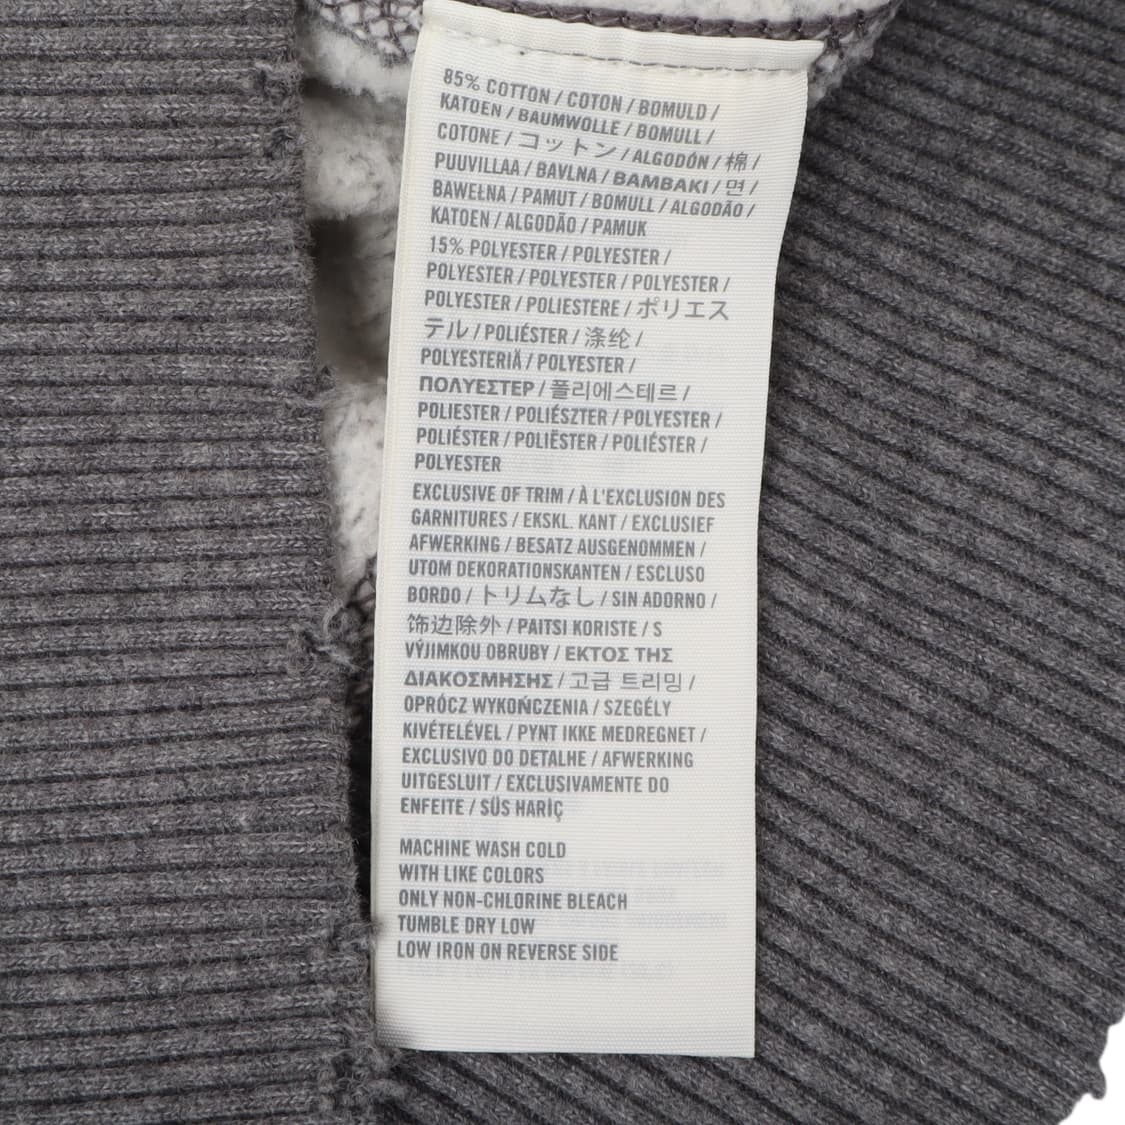 85% COTTON / COTON / BOMULD /
KATOEN / BAUMWOLLE / BOMULL /
COTONE / コットン / ALGODÓN / 棉 /
PUUVILLAA / BAVLNA / ΒΑΜΒΑΚΙ / 면 /
BAWEŁNA / PAMUT / BOMULL / ALGODÃO /
KATOEN / ALGODÃO / PAMUK
15% POLYESTER / POLYESTER /
POLYESTER / POLYESTER / POLYESTER /
POLYESTER / POLIESTERE / ポリエス
テル / POLIÉSTER / 涤纶 /
POLYESTERIÄ / POLYESTER /
ΠΟΛΥΕΣΤΕΡ / 폴리에스테르 /
POLIESTER / POLIÉSZTER / POLYESTER /
POLIÉSTER / POLIËSTER / POLIÉSTER /
POLYESTER
EXCLUSIVE OF TRIM / À L'EXCLUSION DES
GARNITURES / EKSKL. KANT / EXCLUSIEF
AFWERKING / BESATZ AUSGENOMMEN /
UTOM DEKORATIONSKANTEN / ESCLUSO
BORDO / トリムなし / SIN ADORNO /
饰边除外 / PAITSI KORISTE / S
VÝJIMKOU OBRUBY / ΕΚΤΟΣ ΤΗΣ
ΔΙΑΚΟΣΜΗΣΗΣ / 고급 트리밍 /
OPRÓCZ WYKOŃCZENIA / SZEGÉLY
KIVÉTELÉVEL / PYNT IKKE MEDREGNET /
EXCLUSIVO DO DETALHE / AFWERKING
UITGESLUIT / EXCLUSIVAMENTE DO
ENFEITE / SÜS HARİÇ
MACHINE WASH COLD
WITH LIKE COLORS
ONLY NON-CHLORINE BLEACH
TUMBLE DRY LOW
LOW IRON ON REVERSE SIDE